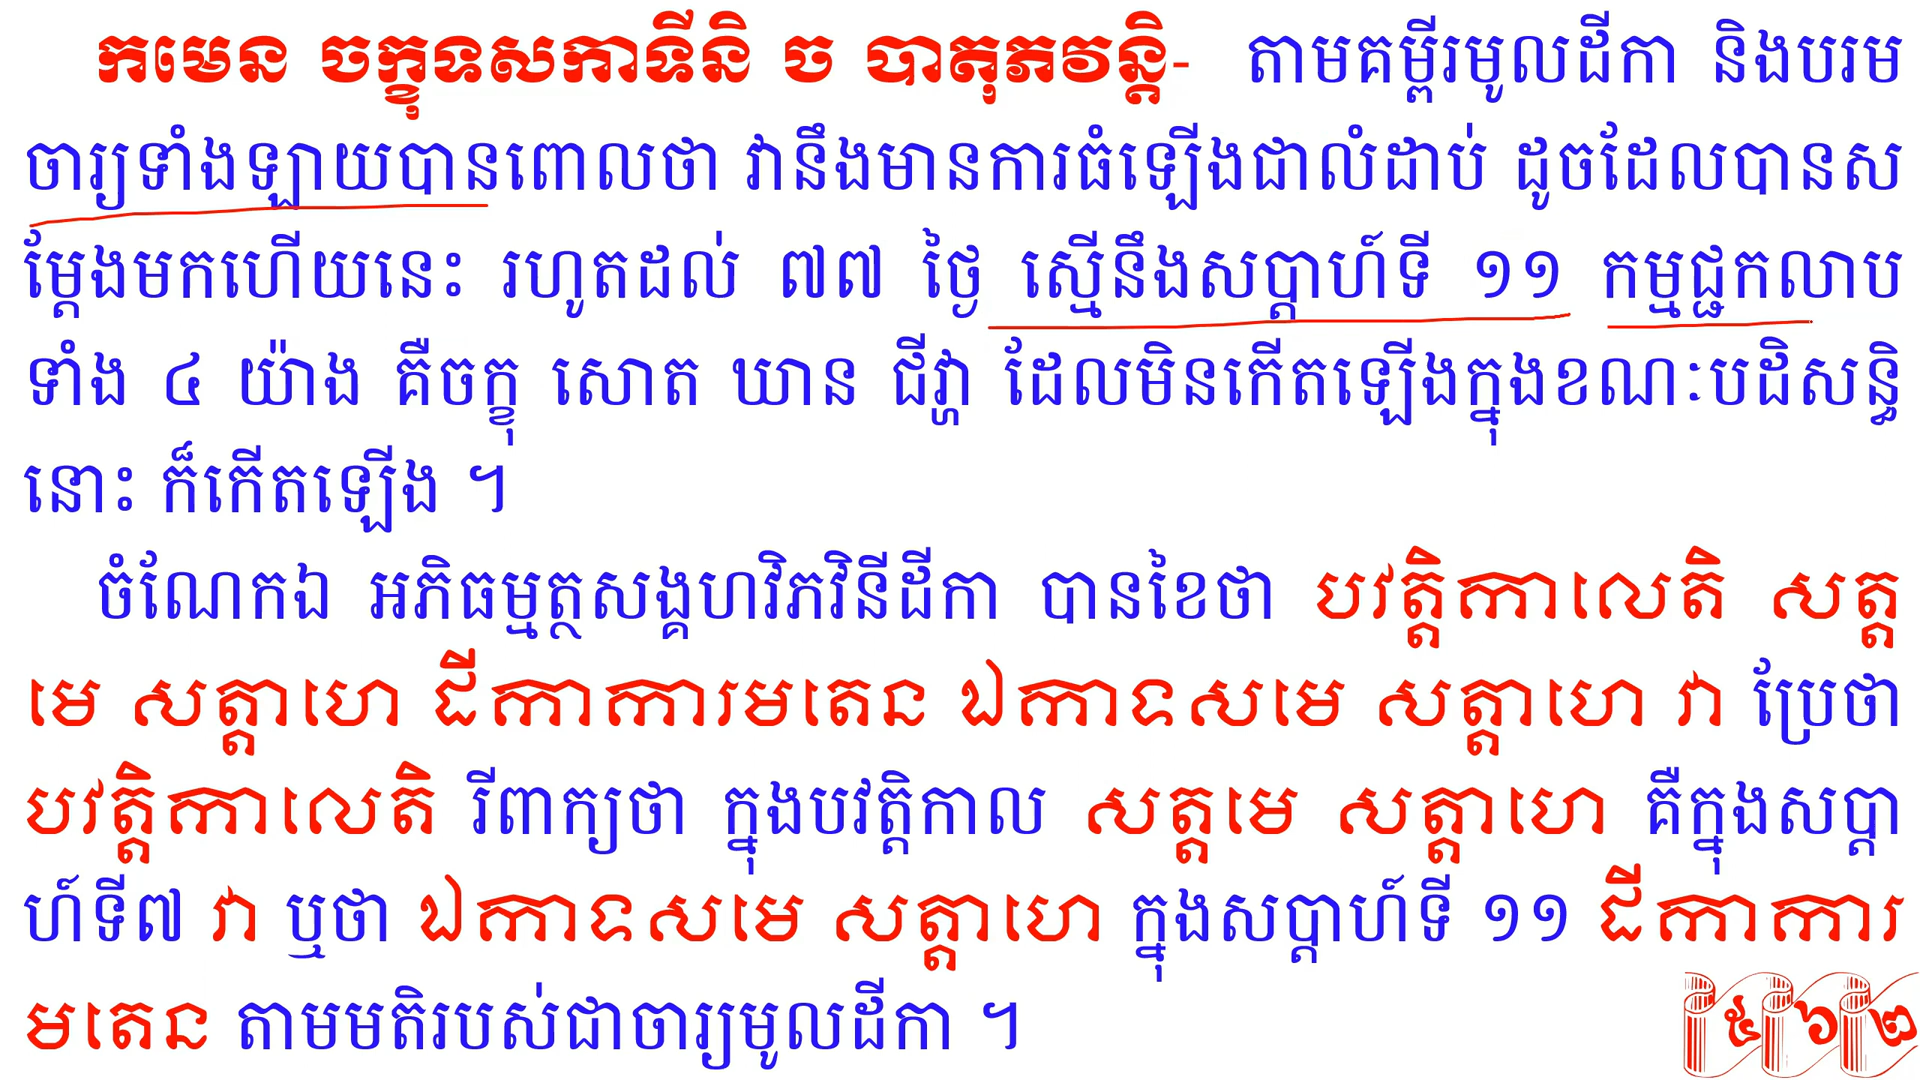 កមេន ចក្ខុទសកាទីនិ ច បាតុភវន្តិ- តាមគម្ពីរមូលដីកា និងបរម
ចារ្យទាំងឡាយបានពោលថា វានឹងមានការធំឡើងជាលំដាប់ ដូចដែលបានស
ម្តែងមកហើយនេះ រហូតដល់ ៧៧ ថ្ងៃ ស្មើនឹងសប្តាហ៍ទី ១១ កម្មជ្ជកលាប
ទាំង ៤ យ៉ាង គឺចក្ខុ សោត ឃាន ជីវ្ហា ដែលមិនកើតឡើងក្នុងខណៈបដិសន្ធិ
នោះ ក៏កើតឡើង ។
ចំណែកឯ អភិធម្មត្ថសង្គហវិភវិនីដីកា បានខៃថា បវត្តិកាលេតិ សត្ត
មេ សត្តាហេ ដីកាការមតេន ឯកាទសមេ សត្តាហេ វា ប្រែថា
បវត្តិកាលេតិ រីពាក្យថា ក្នុងបវត្តិកាល សត្តមេ សត្តាហេ គឺក្នុងសប្តា
ហ៍ទី៧ វា ឬថា ឯកាទសមេ សត្តាហេ ក្នុងសប្តាហ៍ទី ១១ ដីកាការ
មតេន តាមមតិរបស់ជាចារ្យមូលដីកា ។
៥៦២